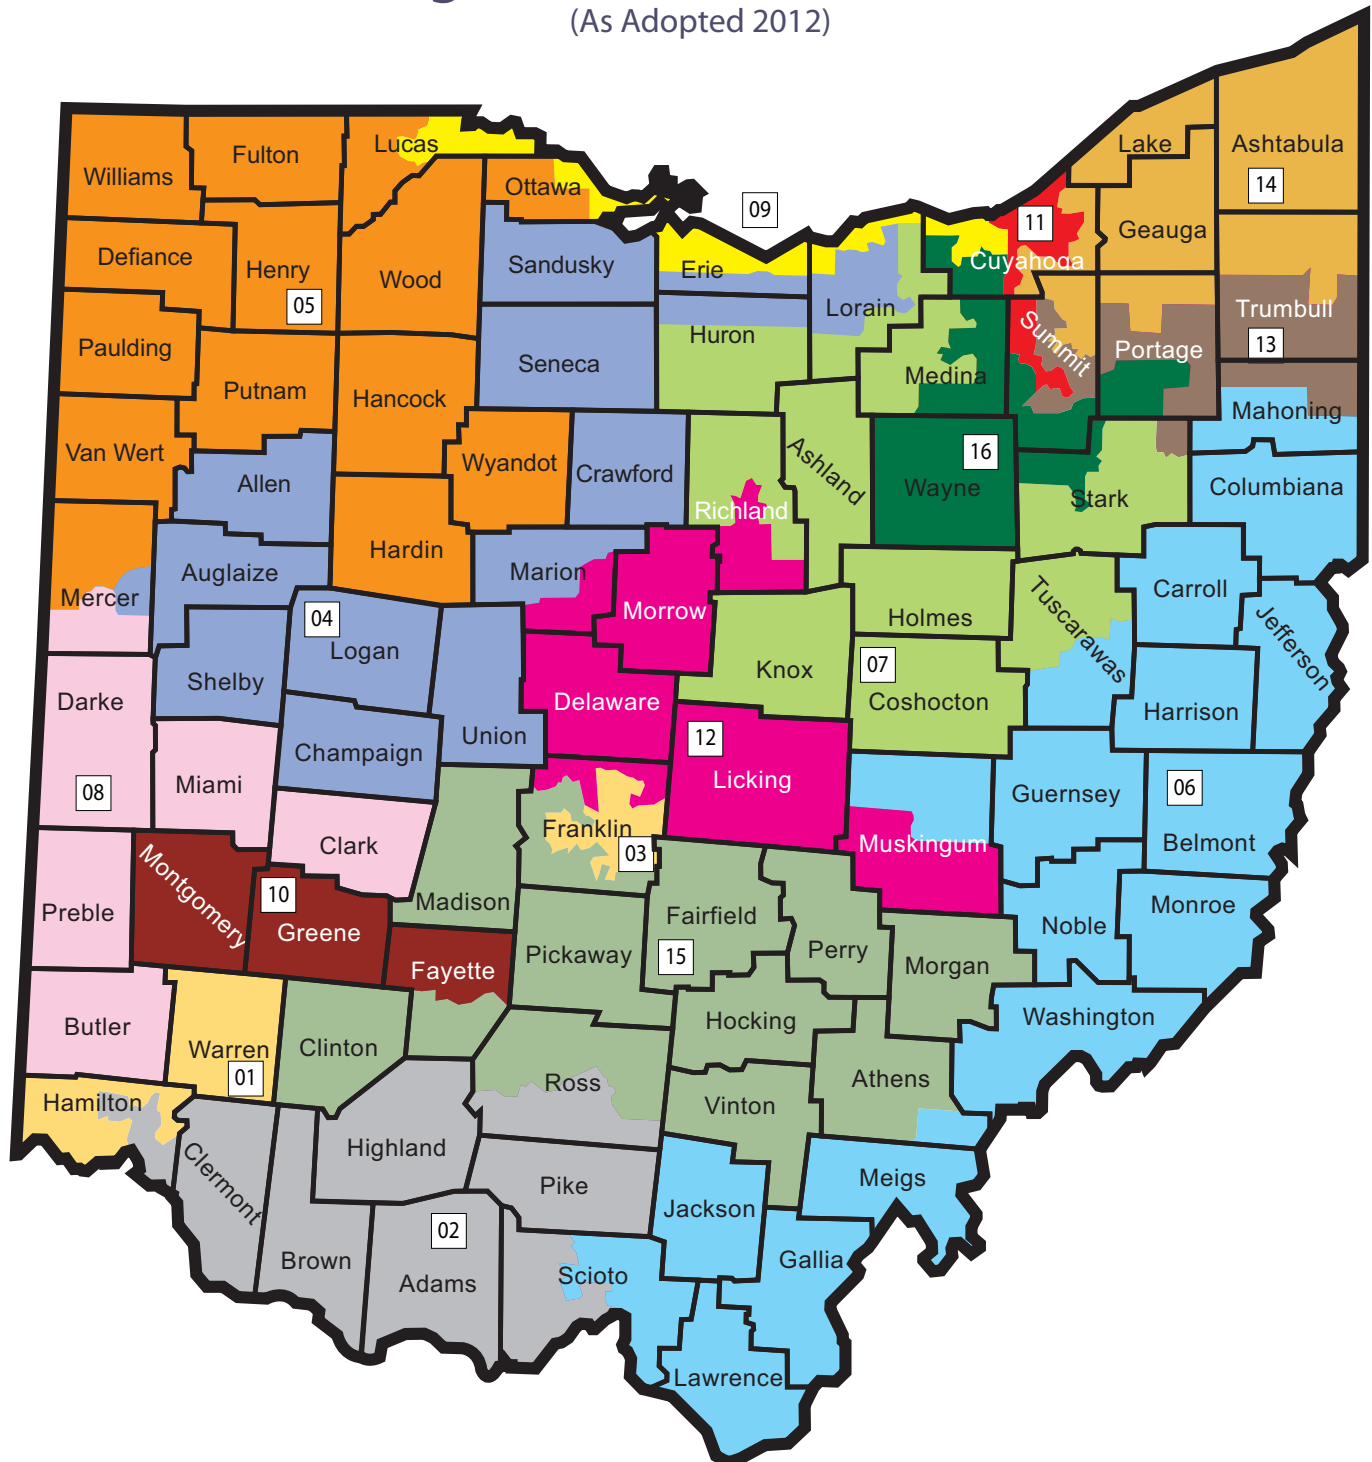 (As Adopted 2012)
Lake
Ashtabula
Lucas
Fulton
Williams
Ottawa
14
09
11
Geauga
Defiance
Henry
Wood
Sandusky
Erie
Cuyahoga
05
Lorain
Trumbull
Paulding
Huron
Summit
Portage
13
Seneca
Putnam
Hancock
Medina
Mahoning
Van Wert
Wyandot
Crawford
Ashland
16
Allen
Wayne
Stark
Columbiana
Richland
Hardin
Auglaize
Marion
Mercer
Morrow
Holmes
Tuscarawas
Carroll
Jefferson
04
Logan
Knox
07
Shelby
Darke
Delaware
Coshocton
Harrison
Union
12
Champaign
Miami
08
Licking
Guernsey
06
Franklin
03
Muskingum
Belmont
Clark
Montgomery
10
Preble
Madison
Fairfield
Noble
Monroe
Greene
Perry
Pickaway
15
Fayette
Morgan
Butler
Hocking
Washington
Warren
Clinton
01
Ross
Athens
Hamilton
Vinton
Highland
Clermont
Pike
Meigs
Jackson
02
Brown
Adams
Scioto
Gallia
Lawrence